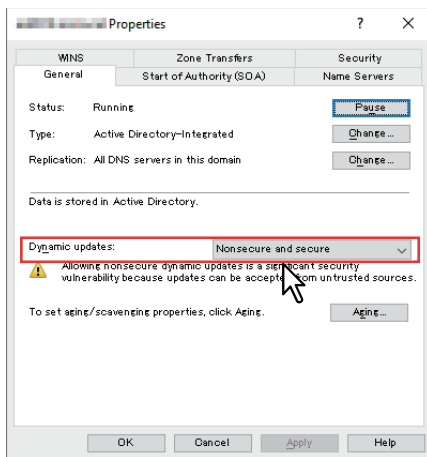 Properties
WINS Zone Transfers Security
General Start of Authority (SOA) Name Servers
Status: Running Pause
Type: Active Directory-Integrated Change...
Replication: All DNS servers in this domain Change...
Data is stored in Active Directory.
Dynamic updates: Nonsecure and secure
Allowing nonsecure dynamic updates is a significant security
vulnerability because updates can be accepted from untrusted sources.
To set aging/scavenging properties, click Aging. Aging...
OK Cancel Apply Help